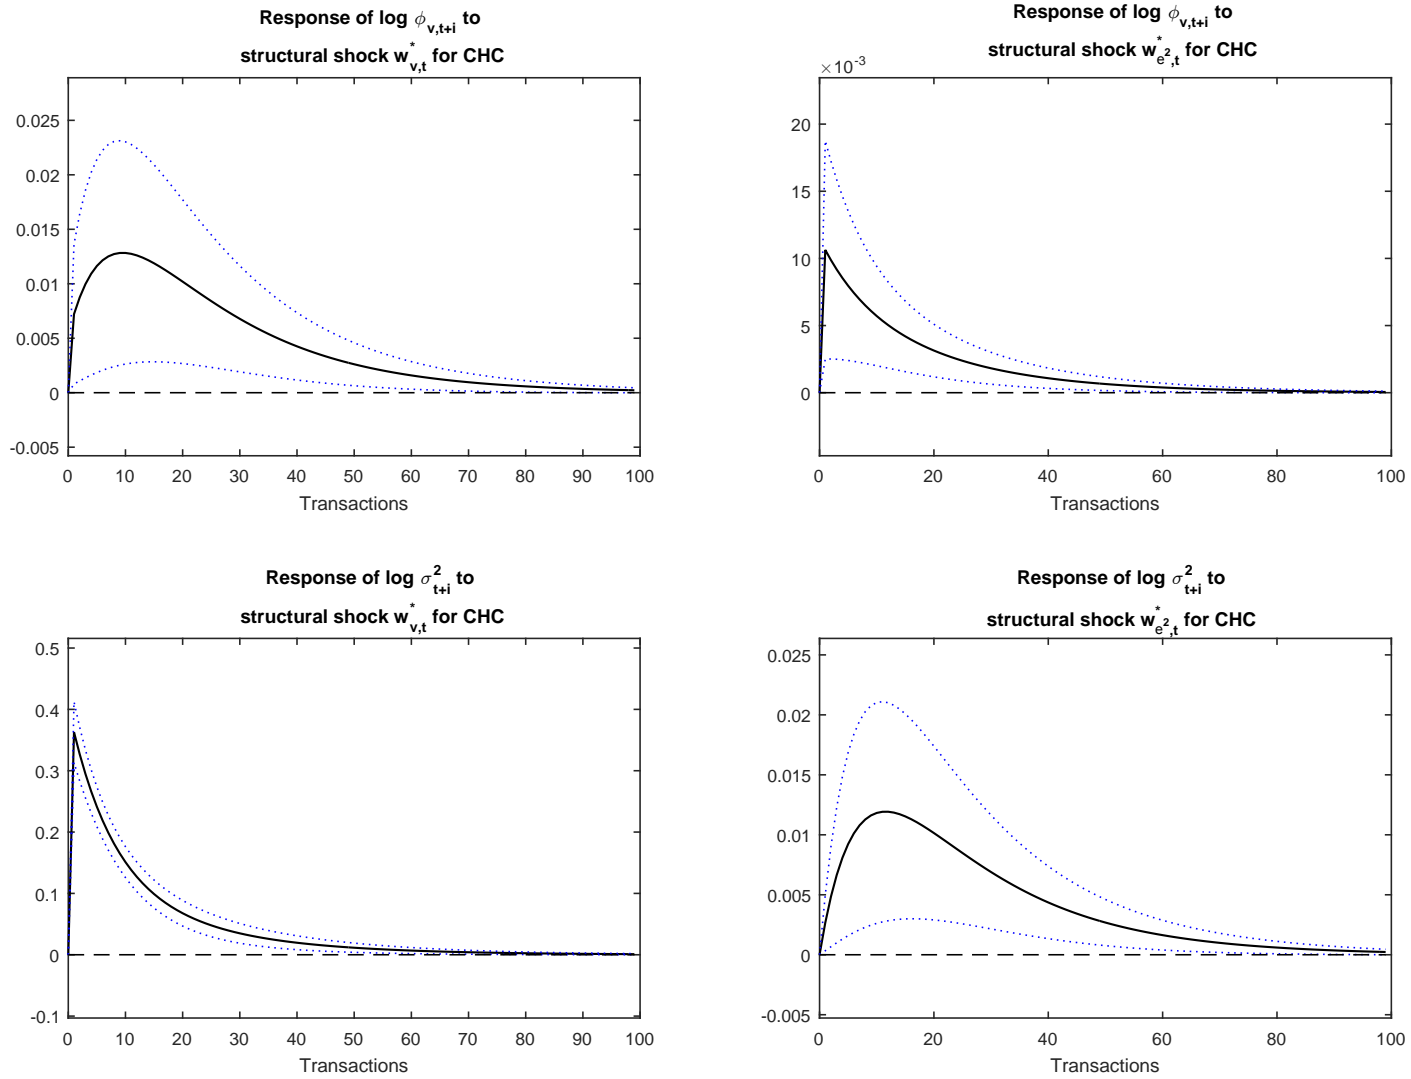 Response of log ϕ_{v,t+i} to
structural shock w*_{v,t} for CHC
0.025
0.02
0.015
0.01
0.005
0
-0.005
0 10 20 30 40 50 60 70 80 90 100
Transactions
Response of log ϕ_{v,t+i} to
structural shock w*_{e²,t} for CHC
×10^{-3}
20
15
10
5
0
0 20 40 60 80 100
Transactions
Response of log σ²_{t+i} to
structural shock w*_{v,t} for CHC
0.5
0.4
0.3
0.2
0.1
0
-0.1
0 10 20 30 40 50 60 70 80 90 100
Transactions
Response of log σ²_{t+i} to
structural shock w*_{e²,t} for CHC
0.025
0.02
0.015
0.01
0.005
0
-0.005
0 20 40 60 80 100
Transactions